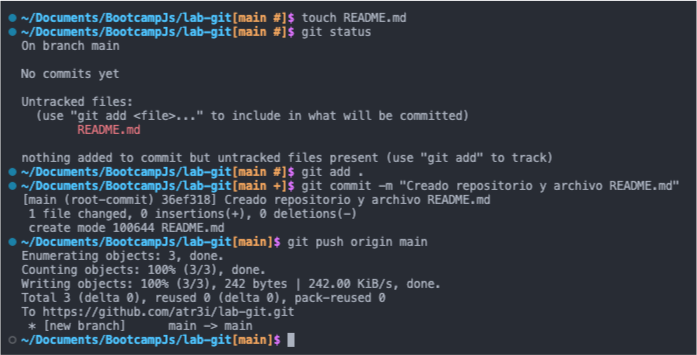 ~/Documents/BootcampJs/lab-git[main #]$ touch README.md
~/Documents/BootcampJs/lab-git[main #]$ git status
On branch main
No commits yet
Untracked files:
(use "git add <file>..." to include in what will be committed)
README.md
nothing added to commit but untracked files present (use "git add" to track)
~/Documents/BootcampJs/lab-git[main #]$ git add .
~/Documents/BootcampJs/lab-git[main +]$ git commit -m "Creado repositorio y archivo README.md"
[main (root-commit) 36ef318] Creado repositorio y archivo README.md
1 file changed, 0 insertions(+), 0 deletions(-)
create mode 100644 README.md
~/Documents/BootcampJs/lab-git[main]$ git push origin main
Enumerating objects: 3, done.
Counting objects: 100% (3/3), done.
Writing objects: 100% (3/3), 242 bytes | 242.00 KiB/s, done.
Total 3 (delta 0), reused 0 (delta 0), pack-reused 0
To https://github.com/atr3i/lab-git.git
* [new branch]      main -> main
~/Documents/BootcampJs/lab-git[main]$